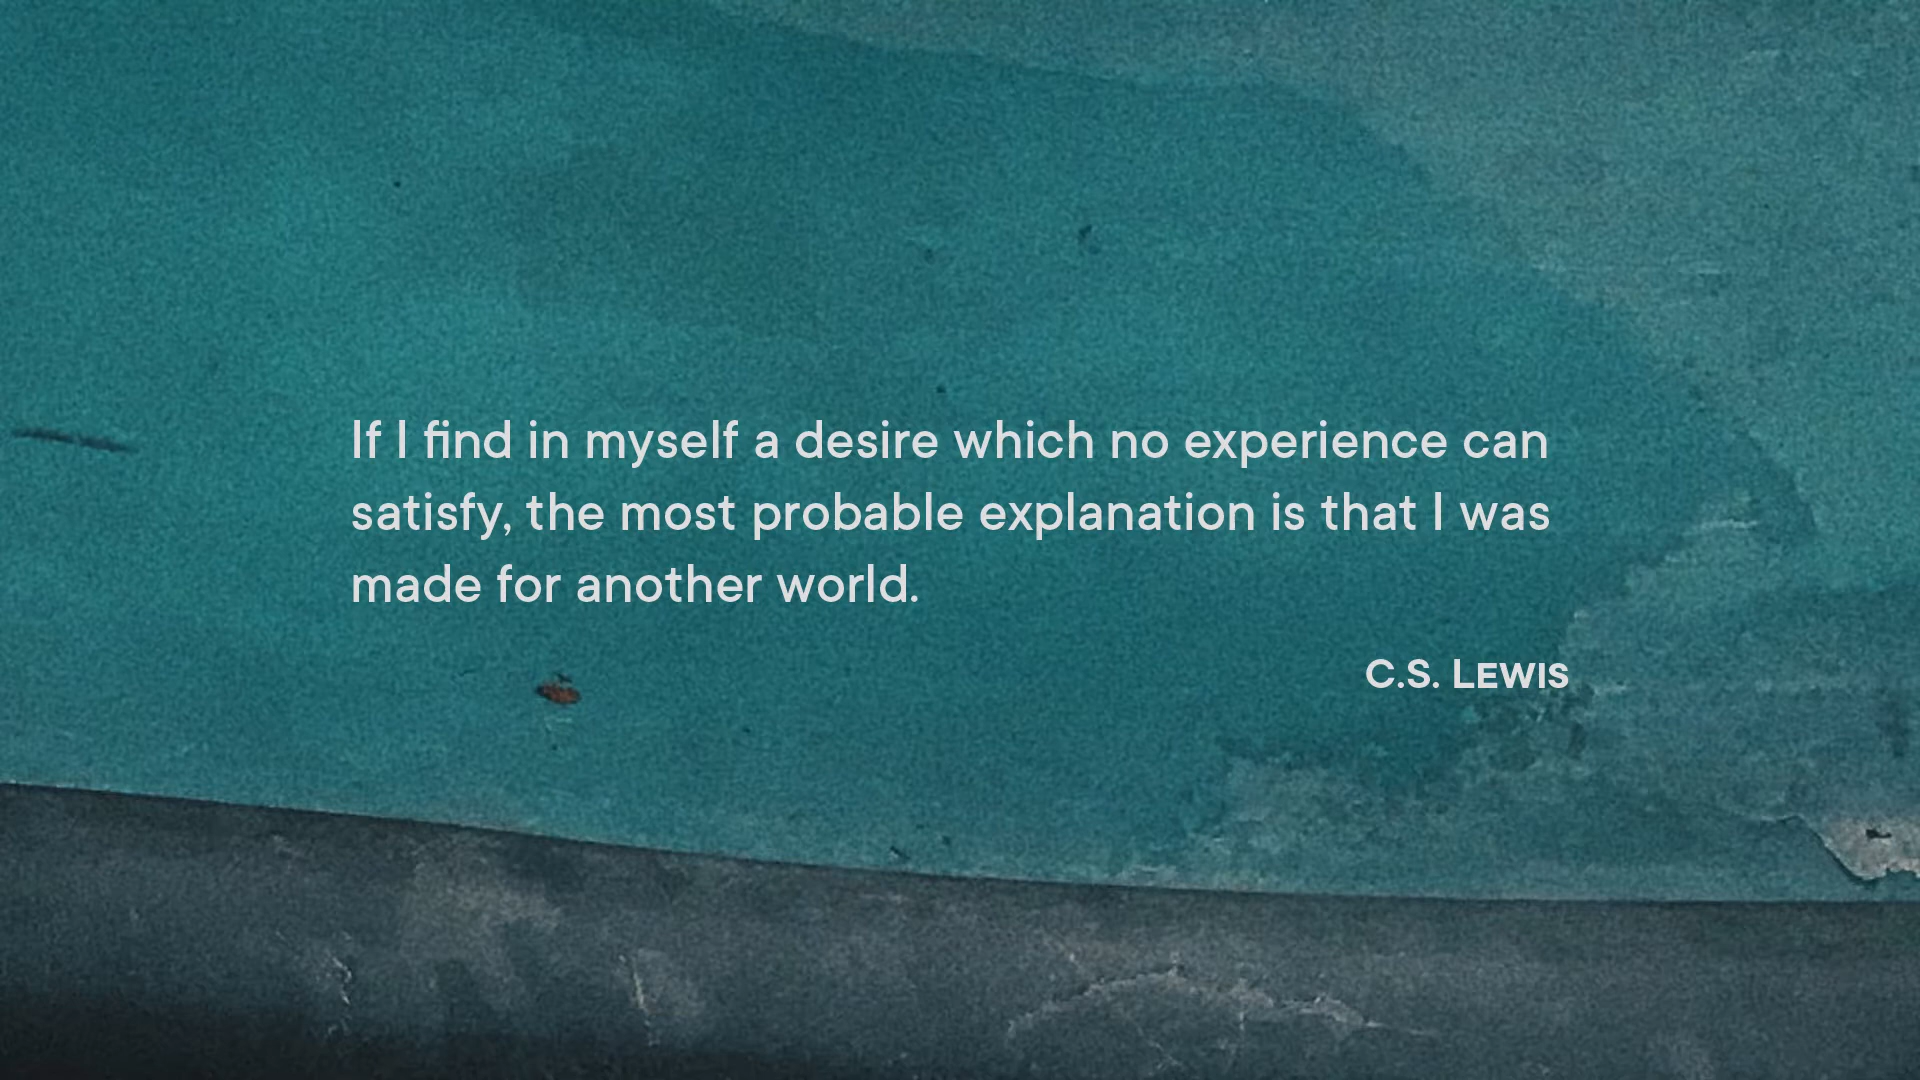 If I find in myself a desire which no experience can
satisfy, the most probable explanation is that I was
made for another world.
C.S. LEWIS